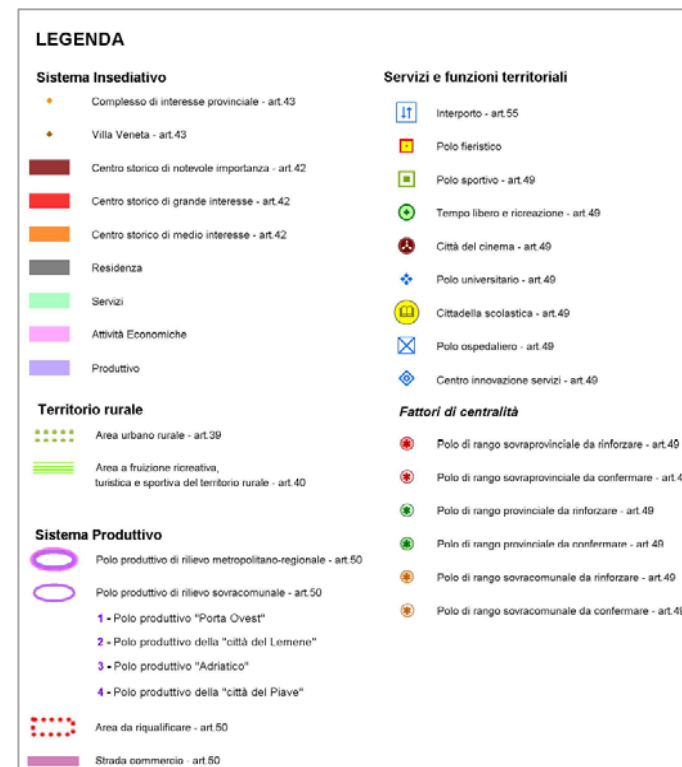 LEGENDA
Sistema Insediativo
Complesso di interesse provinciale - art.43
Villa Veneta - art.43
Centro storico di notevole importanza - art.42
Centro storico di grande interesse - art.42
Centro storico di medio interesse - art.42
Residenza
Servizi
Attività Economiche
Produttivo
Territorio rurale
Area urbano rurale - art.39
Area a fruizione ricreativa,
turistica e sportiva del territorio rurale - art.40
Sistema Produttivo
Polo produttivo di rilievo metropolitano-regionale - art.50
Polo produttivo di rilievo sovracomunale - art.50
1 - Polo produttivo "Porta Ovest"
2 - Polo produttivo della "città del Lemene"
3 - Polo produttivo "Adriatico"
4 - Polo produttivo della "città del Piave"
Area da riqualificare - art.50
Strada commercio - art.50
Servizi e funzioni territoriali
Interporto - art.55
Polo fieristico
Polo sportivo - art.49
Tempo libero e ricreazione - art.49
Città del cinema - art.49
Polo universitario - art.49
Cittadella scolastica - art.49
Polo ospedaliero - art.49
Centro innovazione servizi - art.49
Fattori di centralità
Polo di rango sovraprovinciale da rinforzare - art.49
Polo di rango sovraprovinciale da confermare - art.4
Polo di rango provinciale da rinforzare - art.49
Polo di rango provinciale da confermare - art.49
Polo di rango sovracomunale da rinforzare - art.49
Polo di rango sovracomunale da confermare - art.49